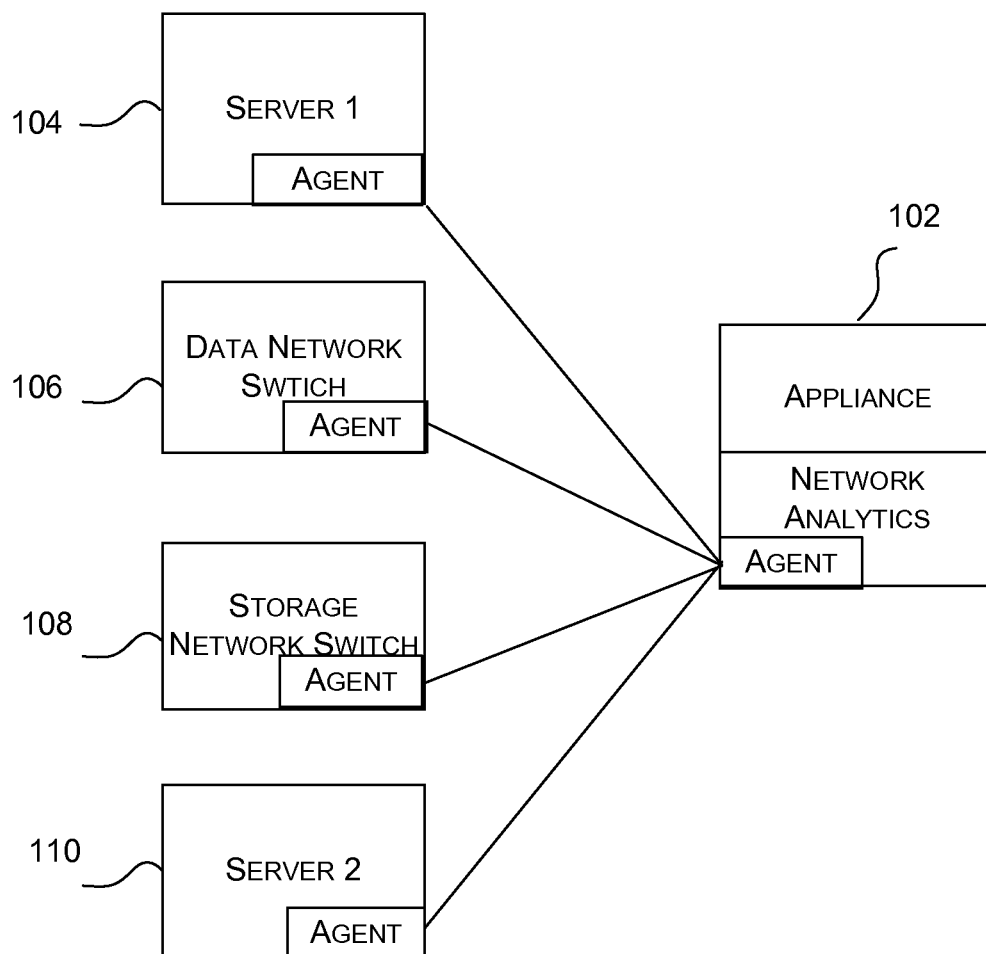 SERVER 1
104
AGENT
102
DATA NETWORK
SWTICH
106
AGENT
APPLIANCE
NETWORK
ANALYTICS
AGENT
STORAGE
NETWORK SWITCH
108
AGENT
SERVER 2
110
AGENT